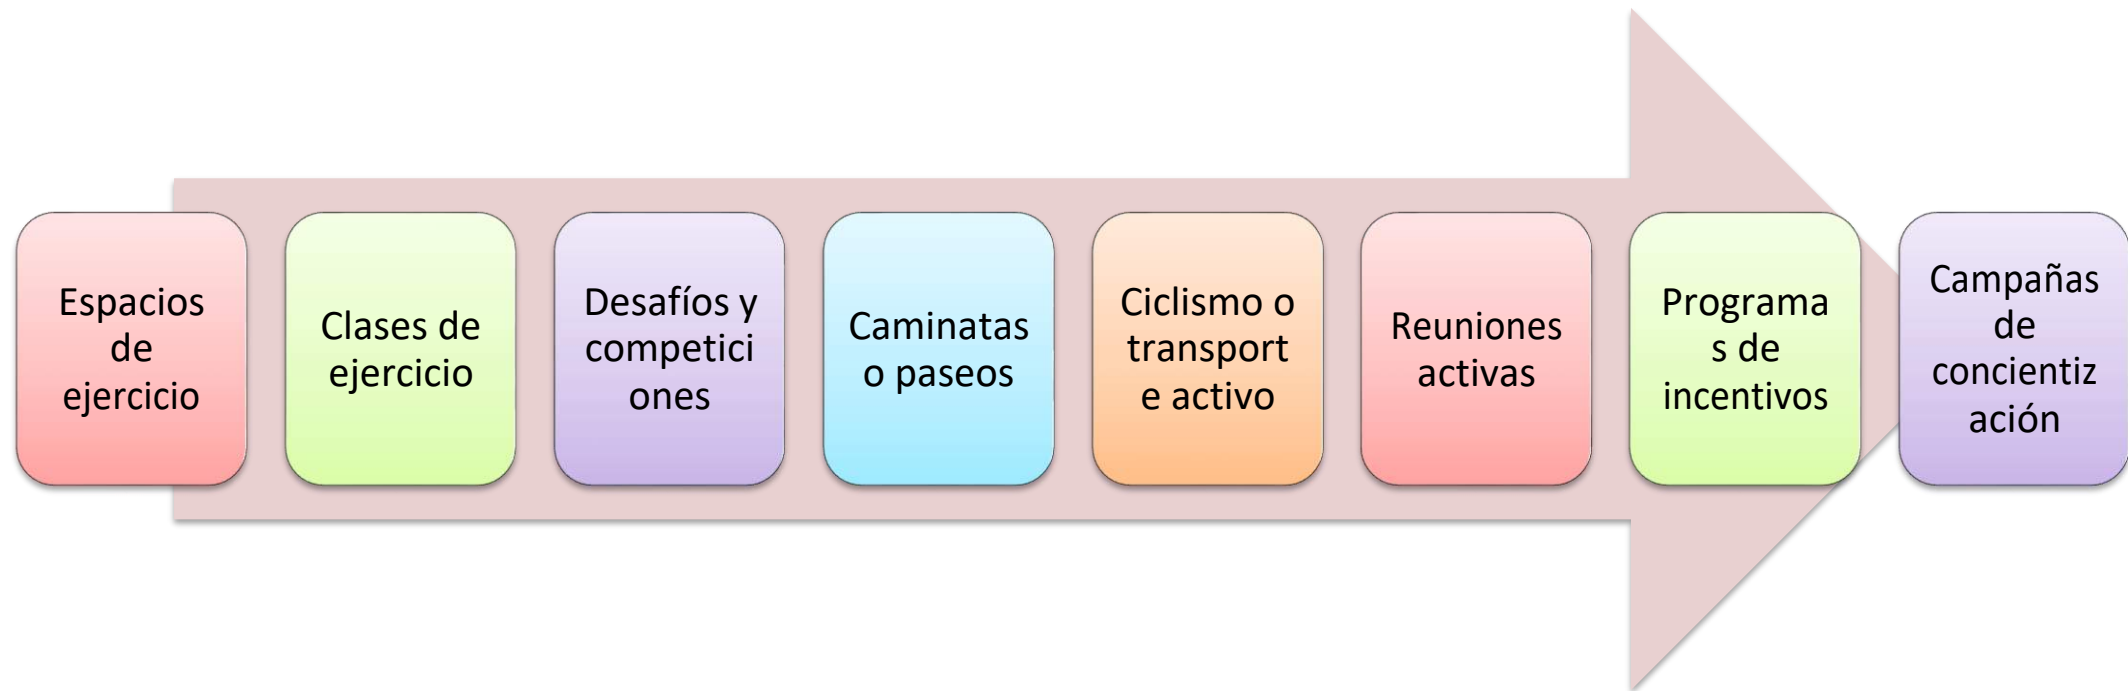 Espacios
de
ejercicio
Clases de
ejercicio
Desafíos y
competici
ones
Caminatas
o paseos
Ciclismo o
transport
e activo
Reuniones
activas
Programa
s de
incentivos
Campañas
de
concientiz
ación